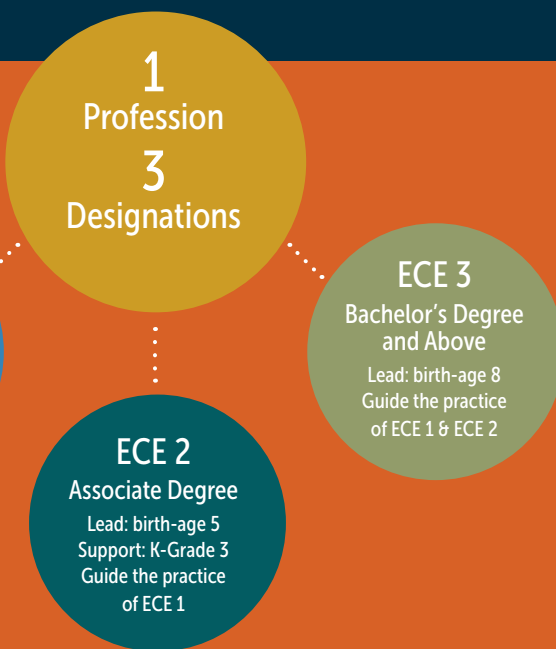 1
Profession
3
Designations
ECE 3
Bachelor’s Degree
and Above
Lead: birth-age 8
Guide the practice
of ECE 1 & ECE 2
ECE 2
Associate Degree
Lead: birth-age 5
Support: K-Grade 3
Guide the practice
of ECE 1